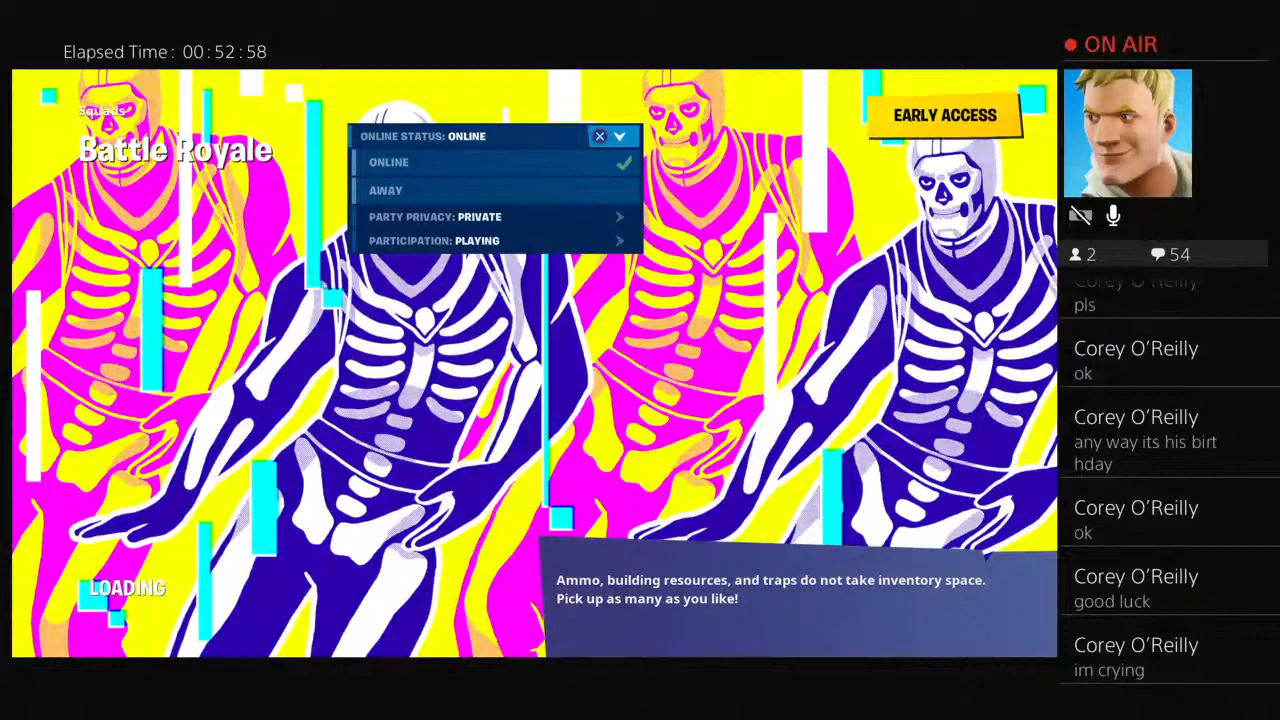 Elapsed Time: 00:52:58
ON AIR
Squads
Battle Royale
EARLY ACCESS
ONLINE STATUS: ONLINE
ONLINE
AWAY
PARTY PRIVACY: PRIVATE
PARTICIPATION: PLAYING
LOADING
Ammo, building resources, and traps do not take inventory space.
Pick up as many as you like!
2 54
Corey O'Reilly
pls
Corey O'Reilly
ok
Corey O'Reilly
any way its his birt
hday
Corey O'Reilly
ok
Corey O'Reilly
good luck
Corey O'Reilly
im crying